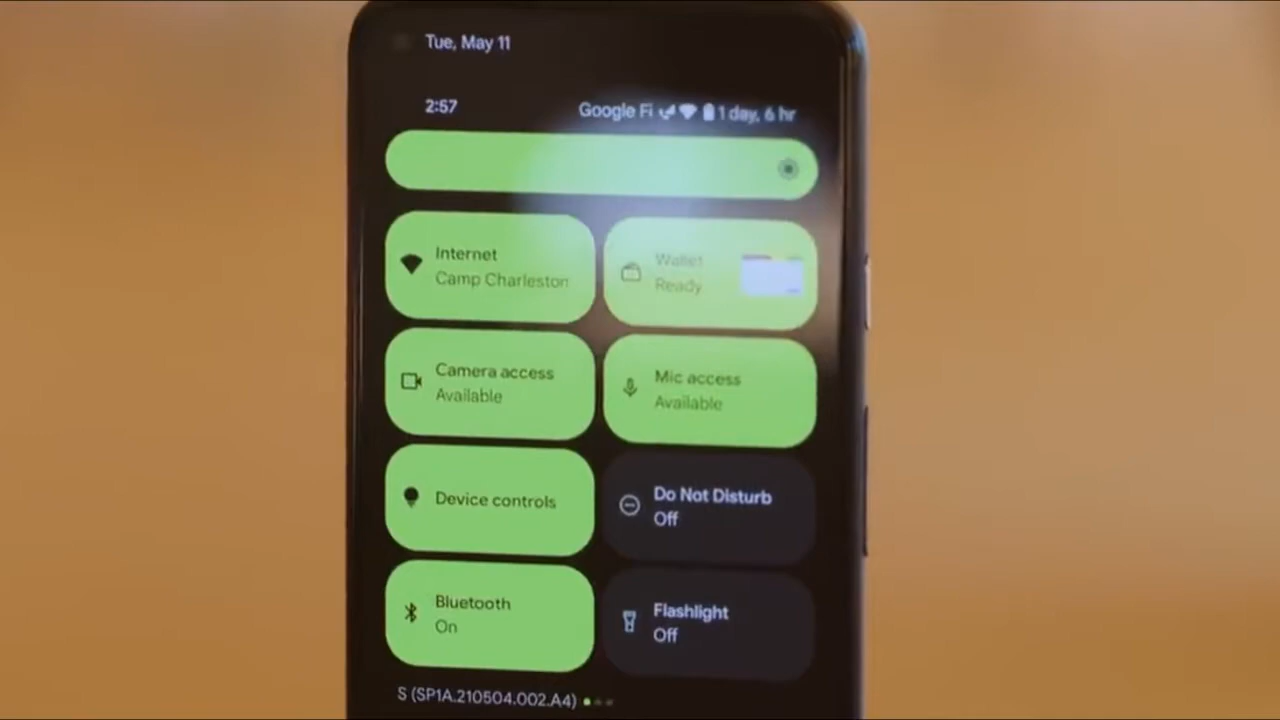 Tue, May 11
2:57
Google Fi 1 day, 6 hr
Internet
Camp Charleston
Wallet
Ready
Camera access
Available
Mic access
Available
Device controls
Do Not Disturb
Off
Bluetooth
On
Flashlight
Off
S (SP1A.210504.002.A4)